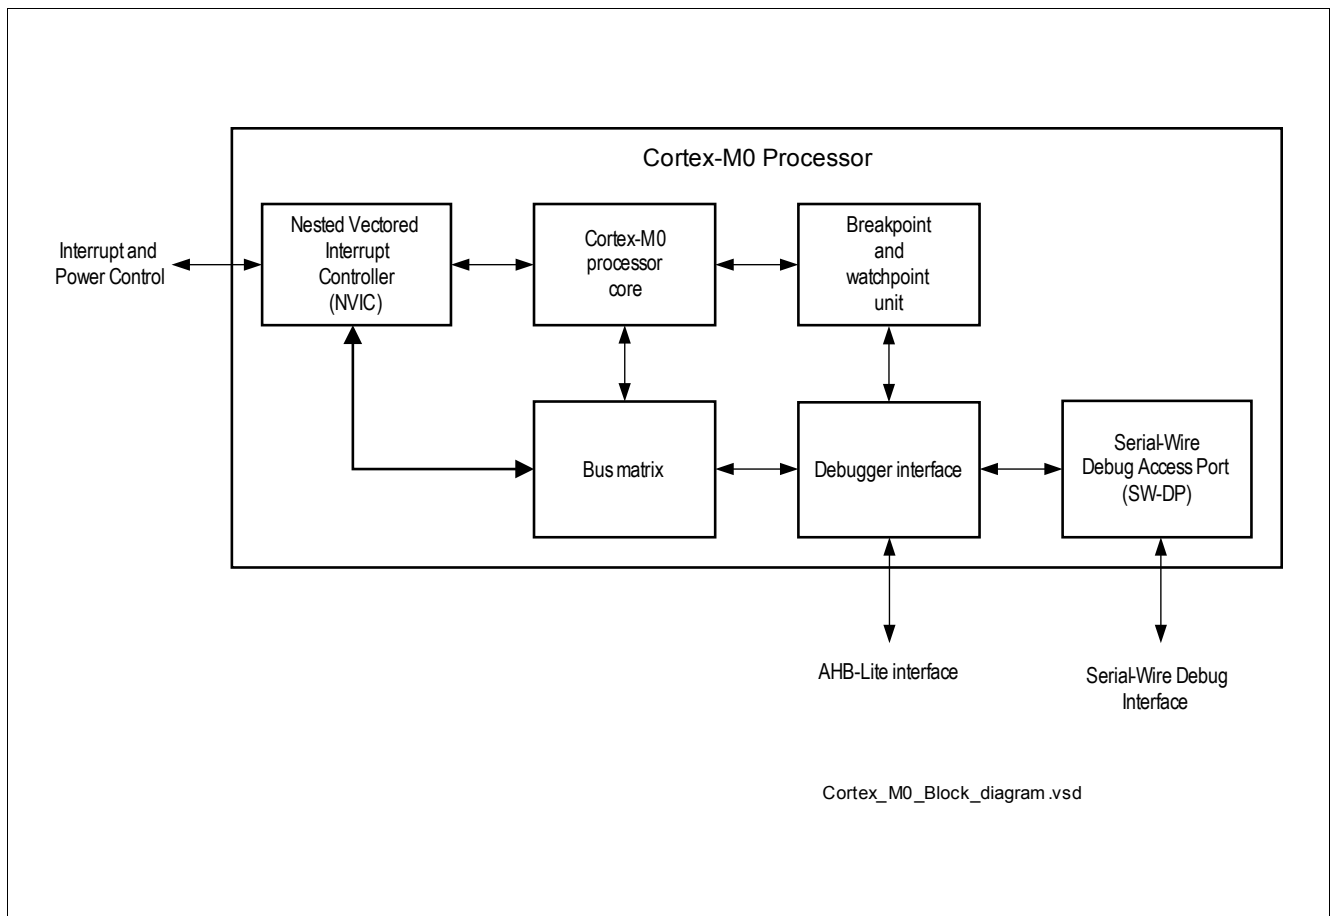 Cortex-M0 Processor
Nested Vectored
Interrupt
Controller
(NVIC)
Cortex-M0
processor
core
Breakpoint
and
watchpoint
unit
Interrupt and
Power Control
Bus matrix
Debugger interface
Serial-Wire
Debug Access Port
(SW-DP)
AHB-Lite interface
Serial-Wire Debug
Interface
Cortex_M0_Block_diagram.vsd